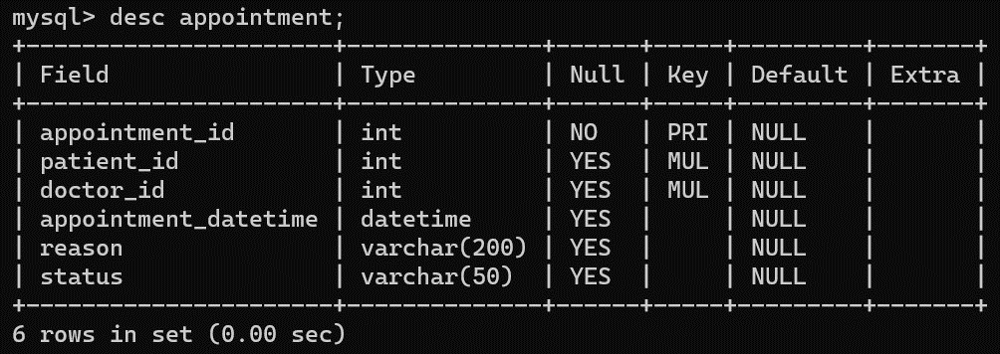 mysql> desc appointment;
+----------------------+--------------+------+-----+---------+-------+
| Field                | Type         | Null | Key | Default | Extra |
+----------------------+--------------+------+-----+---------+-------+
| appointment_id       | int          | NO   | PRI | NULL    |       |
| patient_id           | int          | YES  | MUL | NULL    |       |
| doctor_id            | int          | YES  | MUL | NULL    |       |
| appointment_datetime | datetime     | YES  |     | NULL    |       |
| reason               | varchar(200) | YES  |     | NULL    |       |
| status               | varchar(50)  | YES  |     | NULL    |       |
+----------------------+--------------+------+-----+---------+-------+
6 rows in set (0.00 sec)